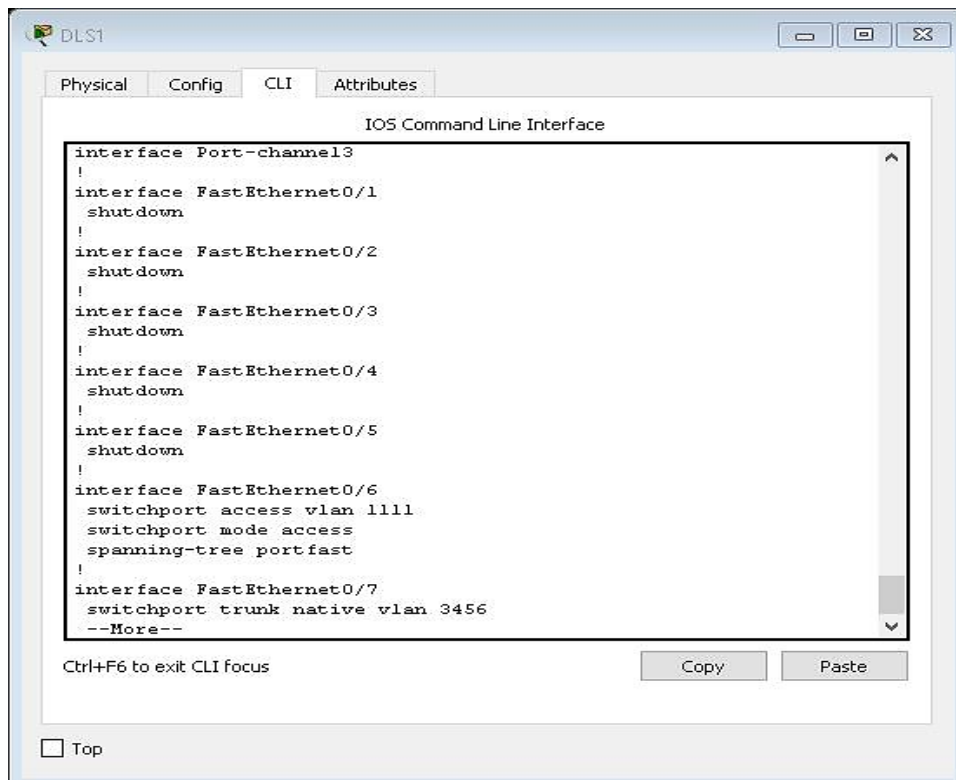 DLS1
Physical Config CLI Attributes
IOS Command Line Interface
interface Port-channel3
!
interface FastEthernet0/1
shutdown
!
interface FastEthernet0/2
shutdown
!
interface FastEthernet0/3
shutdown
!
interface FastEthernet0/4
shutdown
!
interface FastEthernet0/5
shutdown
!
interface FastEthernet0/6
switchport access vlan 1111
switchport mode access
spanning-tree portfast
!
interface FastEthernet0/7
switchport trunk native vlan 3456
--More--
Ctrl+F6 to exit CLI focus
Copy Paste
Top